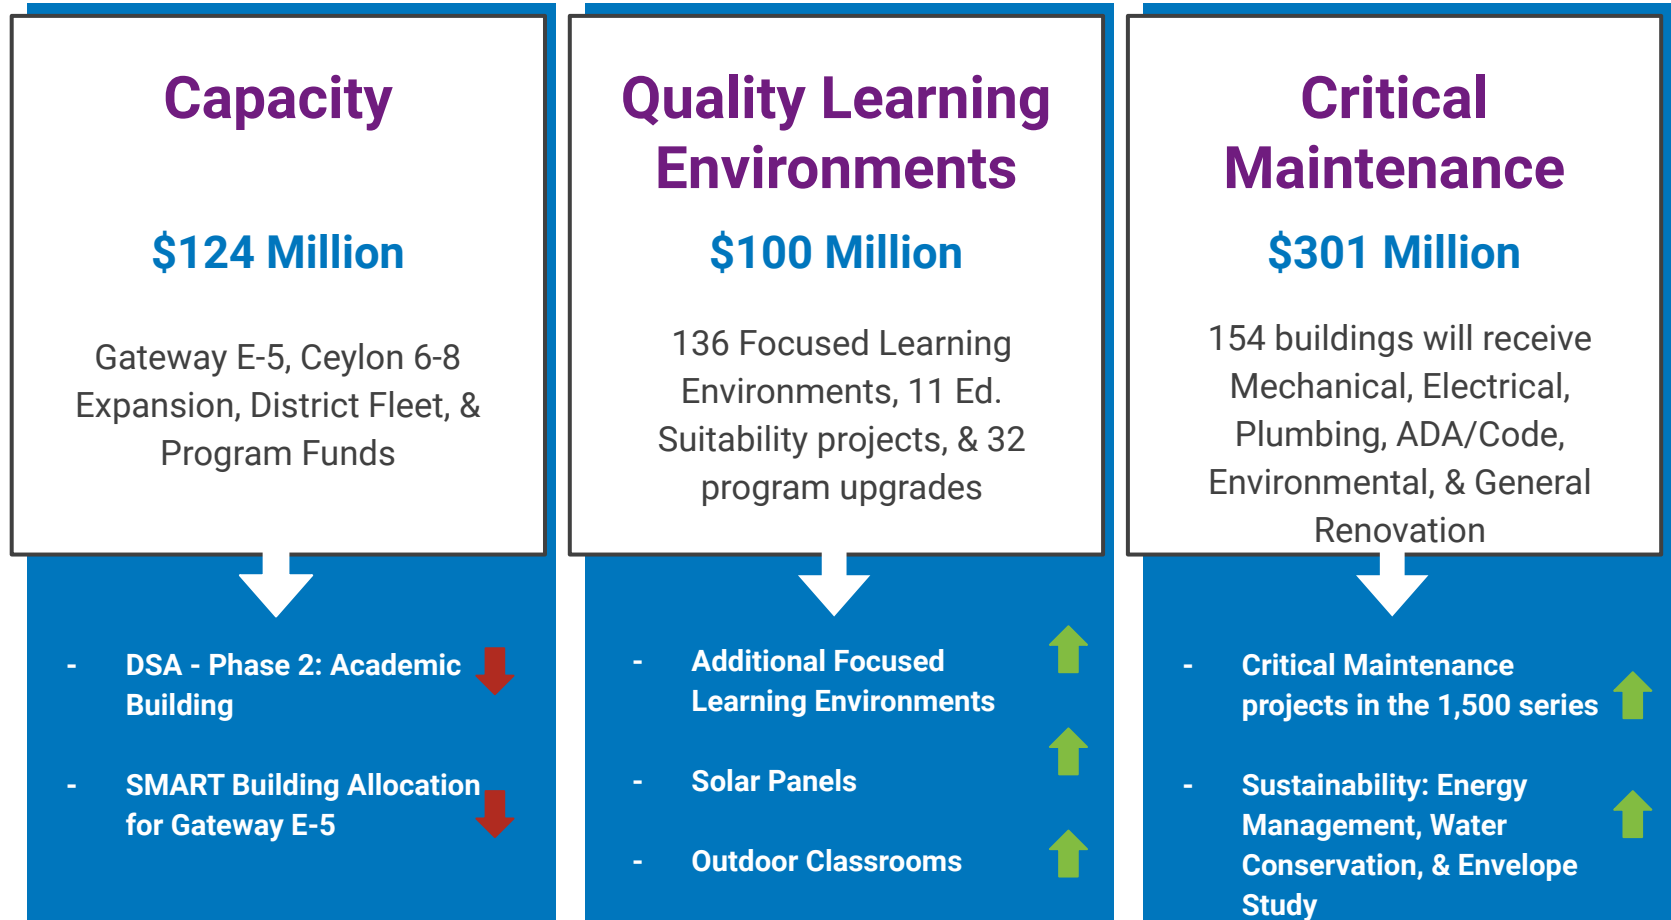 Capacity
$124 Million
Gateway E-5, Ceylon 6-8
Expansion, District Fleet, &
Program Funds
- DSA - Phase 2: Academic
Building
- SMART Building Allocation
for Gateway E-5
Quality Learning
Environments
$100 Million
136 Focused Learning
Environments, 11 Ed.
Suitability projects, & 32
program upgrades
- Additional Focused
Learning Environments
- Solar Panels
- Outdoor Classrooms
Critical
Maintenance
$301 Million
154 buildings will receive
Mechanical, Electrical,
Plumbing, ADA/Code,
Environmental, & General
Renovation
- Critical Maintenance
projects in the 1,500 series
- Sustainability: Energy
Management, Water
Conservation, & Envelope
Study